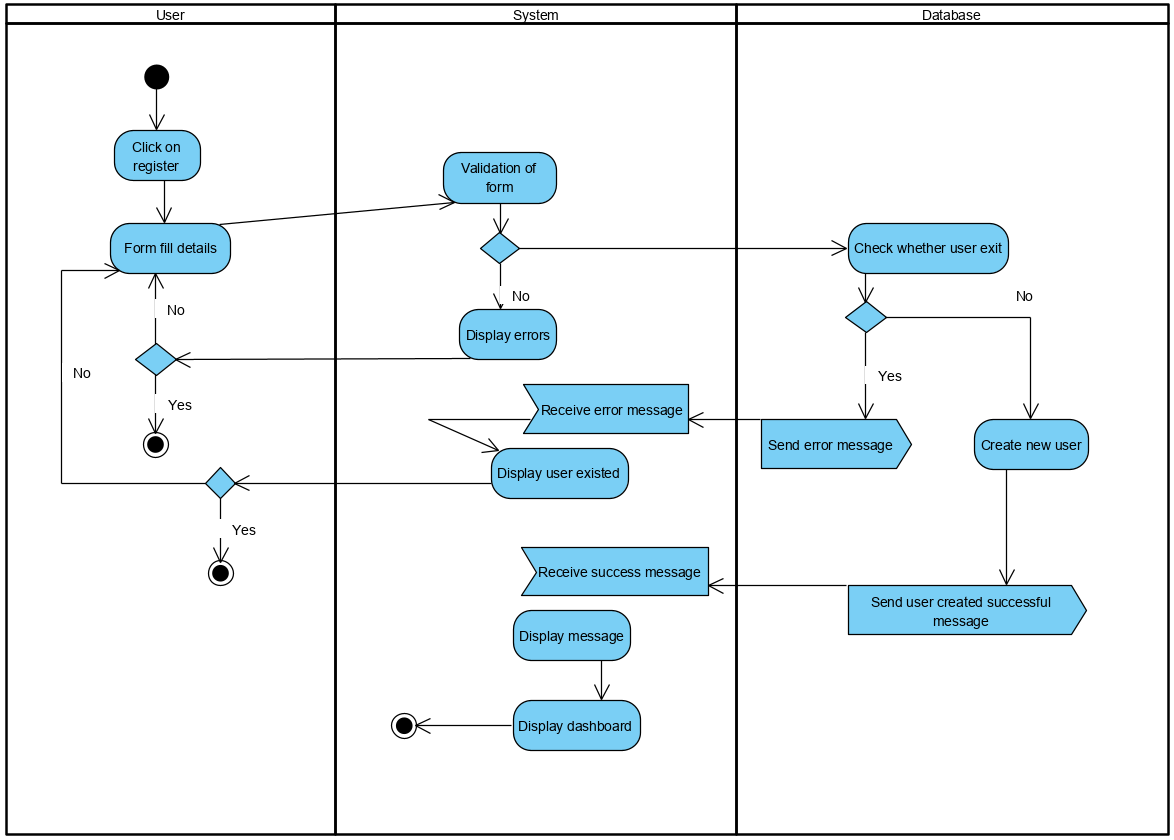 User
System
Database
Click on
register
Validation of
form
Form fill details
Check whether user exit
No
No
No
Display errors
No
Yes
Yes
Receive error message
Send error message
Create new user
Display user existed
Yes
Receive success message
Send user created successful
message
Display message
Display dashboard